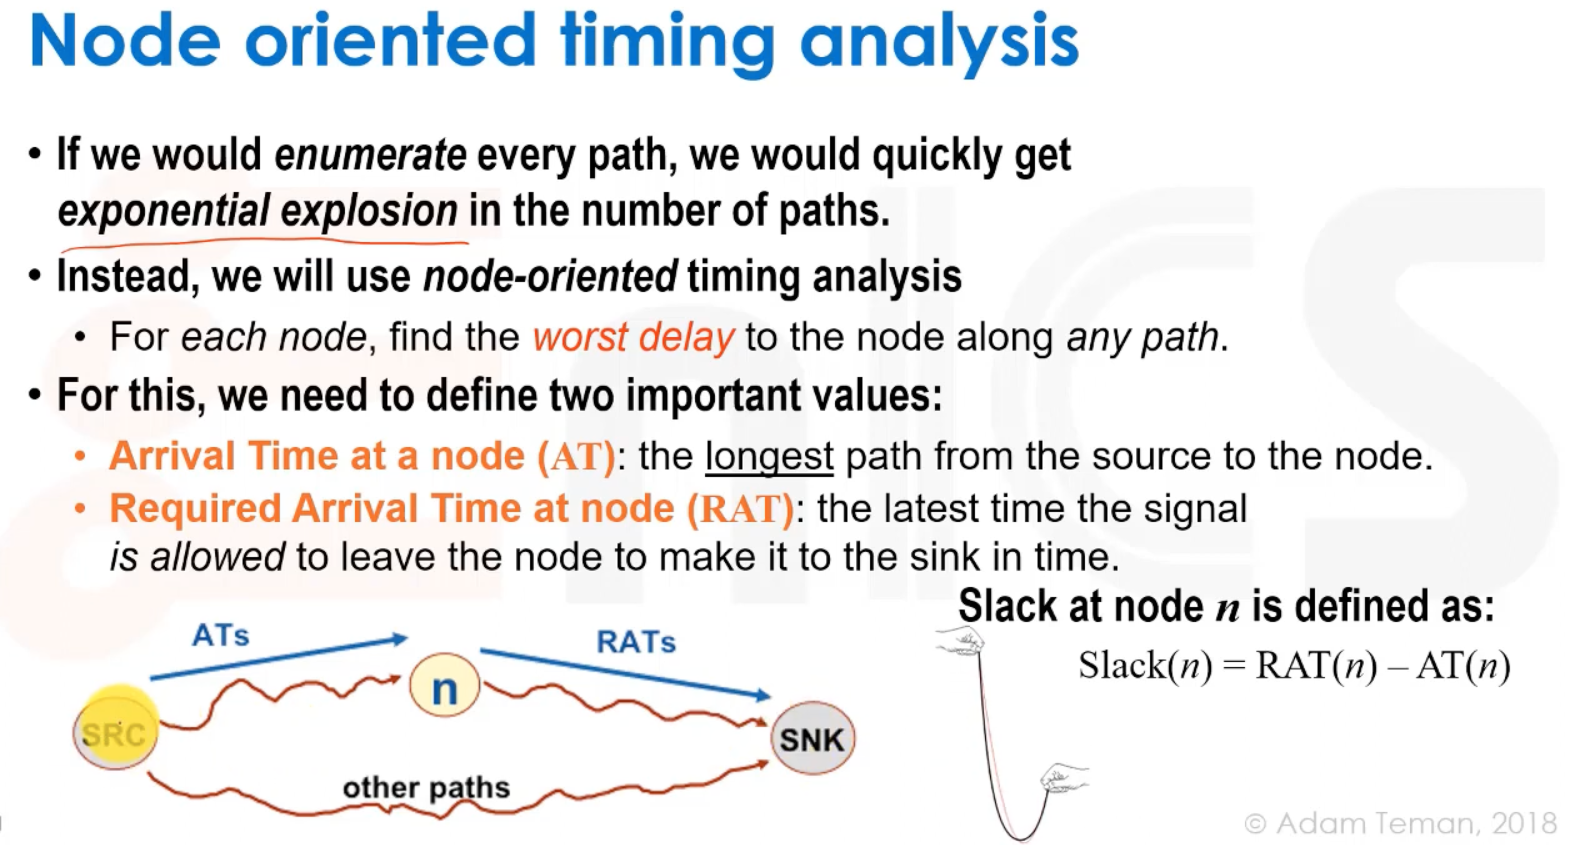 Node oriented timing analysis
• If we would enumerate every path, we would quickly get
exponential explosion in the number of paths.
• Instead, we will use node-oriented timing analysis
• For each node, find the worst delay to the node along any path.
• For this, we need to define two important values:
• Arrival Time at a node (AT): the longest path from the source to the node.
• Required Arrival Time at node (RAT): the latest time the signal
is allowed to leave the node to make it to the sink in time.
Slack at node n is defined as:
Slack(n) = RAT(n) – AT(n)
ATs
RATs
n
SRC
SNK
other paths
© Adam Teman, 2018